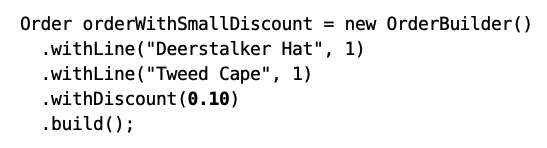 Order orderWithSmallDiscount = new OrderBuilder()
  .withLine("Deerstalker Hat", 1)
  .withLine("Tweed Cape", 1)
  .withDiscount(0.10)
  .build();